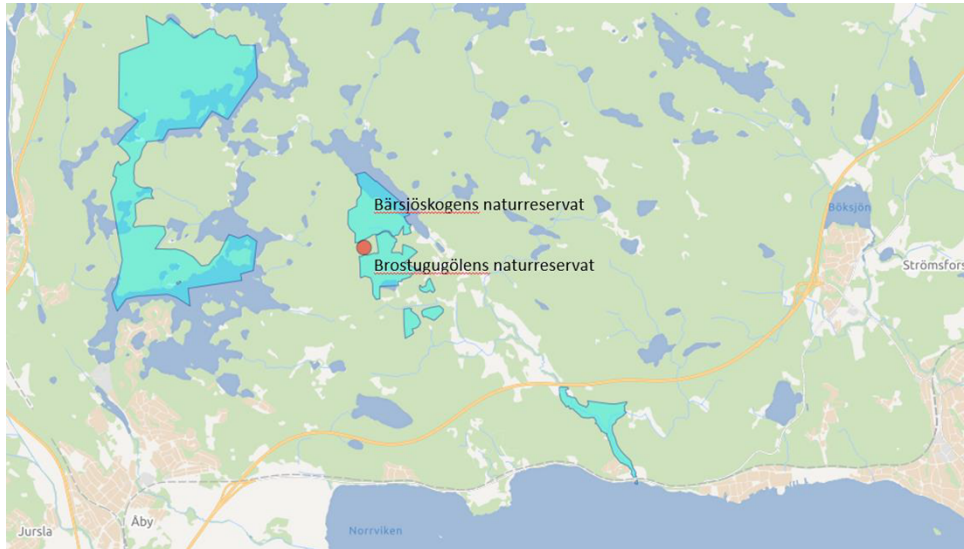 Bärsjöskogens naturreservat
Böksjön
Brostugugölens naturreservat
Strömsfors
Åby
Jursla
Norrviken